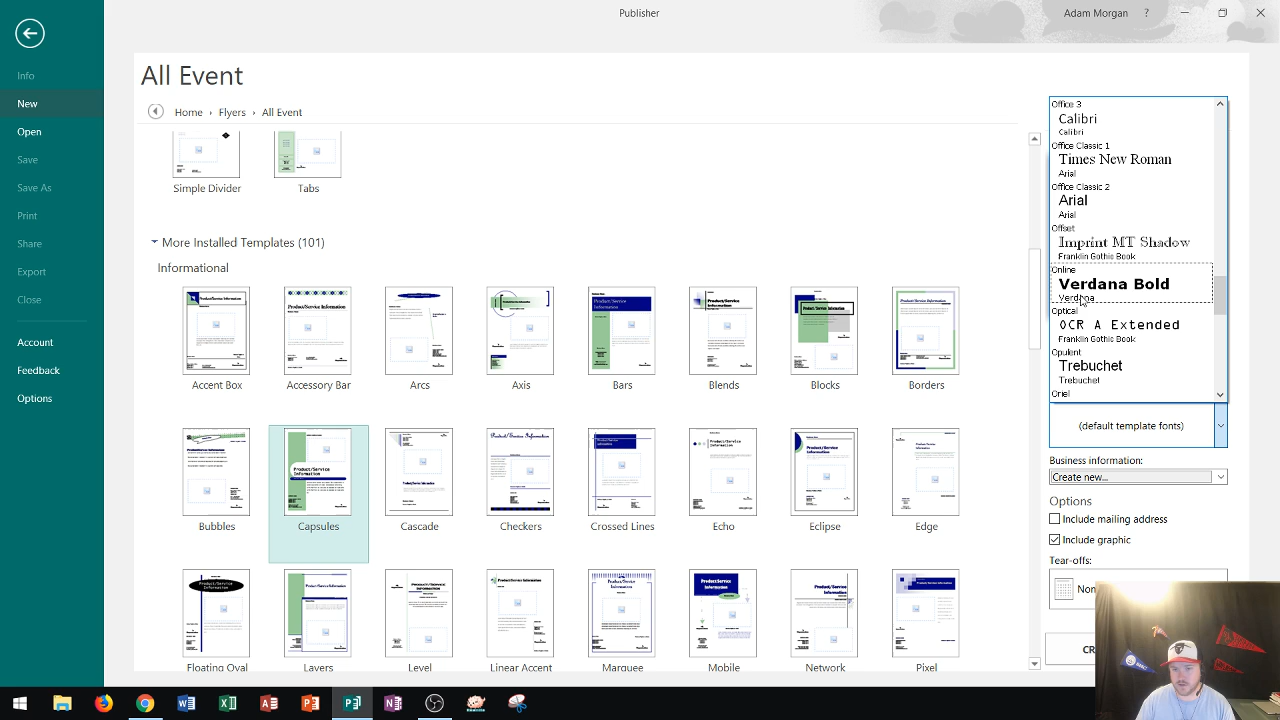 Publisher
Adam Morgan
?
Info
New
Open
Save
Save As
Print
Share
Export
Close
Account
Feedback
Options
All Event
Home › Flyers › All Event
Simple Divider
Tabs
More Installed Templates (101)
Informational
Accent Box
Accessory Bar
Arcs
Axis
Bars
Blends
Blocks
Borders
Bubbles
Capsules
Cascade
Checkers
Crossed Lines
Echo
Eclipse
Edge
Floating Oval
Layers
Level
Linear Accent
Marquee
Mobile
Network
Pixel
Office 3
Calibri
Calibri
Office Classic 1
Times New Roman
Arial
Office Classic 2
Arial
Arial
Offset
Imprint MT Shadow
Franklin Gothic Book
Online
Verdana Bold
Optical
OCR A Extended
Franklin Gothic Book
Opulent
Trebuchet
Trebuchet
Oriel
(default template fonts)
Business information:
Create new...
Options
Include mailing address
Include graphic
Tear-offs: